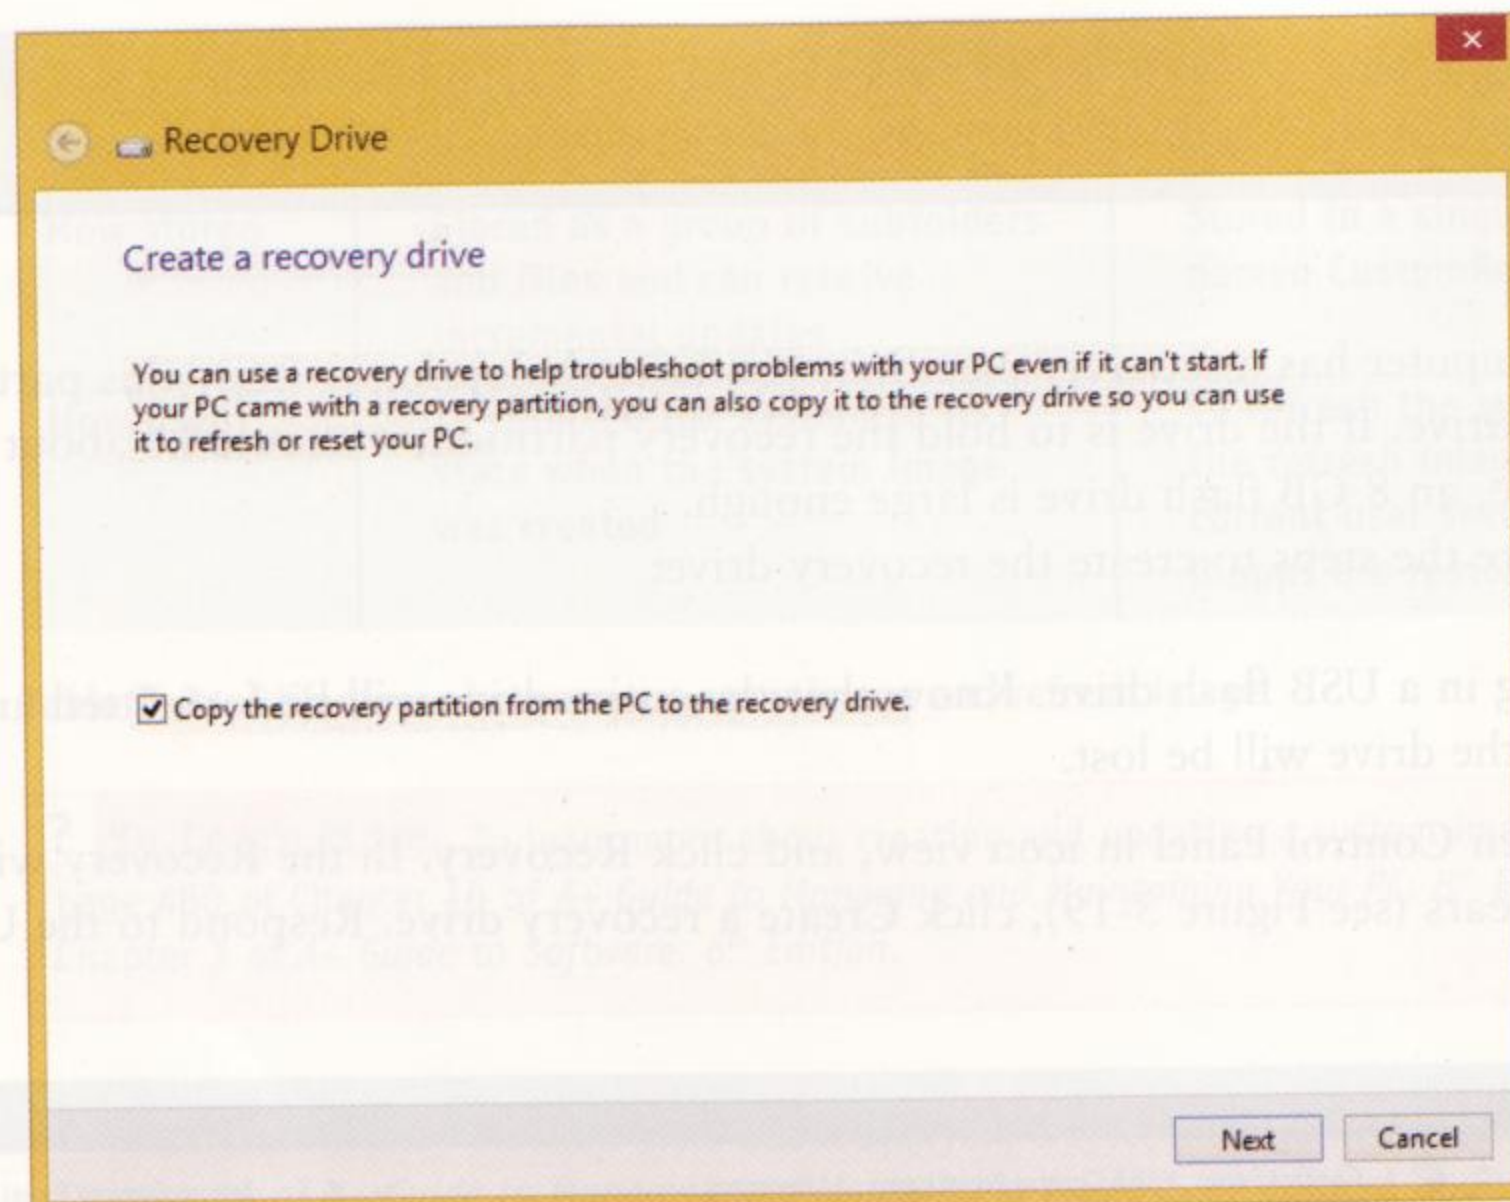 Recovery Drive
Create a recovery drive
You can use a recovery drive to help troubleshoot problems with your PC even if it can't start. If
your PC came with a recovery partition, you can also copy it to the recovery drive so you can use
it to refresh or reset your PC.
Copy the recovery partition from the PC to the recovery drive.
Next
Cancel